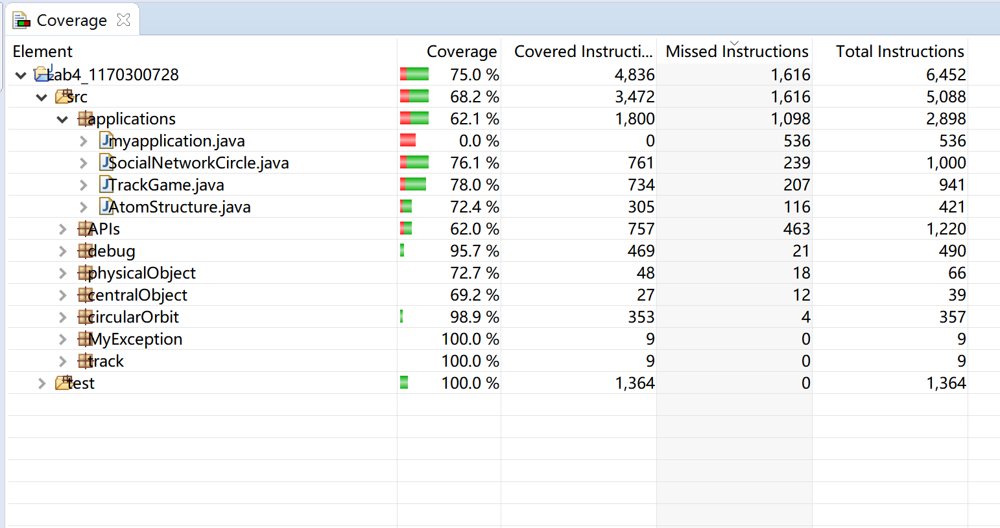 Coverage
Element Coverage Covered Instructi... Missed Instructions Total Instructions
Lab4_1170300728 75.0 % 4,836 1,616 6,452
src 68.2 % 3,472 1,616 5,088
applications 62.1 % 1,800 1,098 2,898
myapplication.java 0.0 % 0 536 536
SocialNetworkCircle.java 76.1 % 761 239 1,000
TrackGame.java 78.0 % 734 207 941
AtomStructure.java 72.4 % 305 116 421
APIs 62.0 % 757 463 1,220
debug 95.7 % 469 21 490
physicalObject 72.7 % 48 18 66
centralObject 69.2 % 27 12 39
circularOrbit 98.9 % 353 4 357
MyException 100.0 % 9 0 9
track 100.0 % 9 0 9
test 100.0 % 1,364 0 1,364